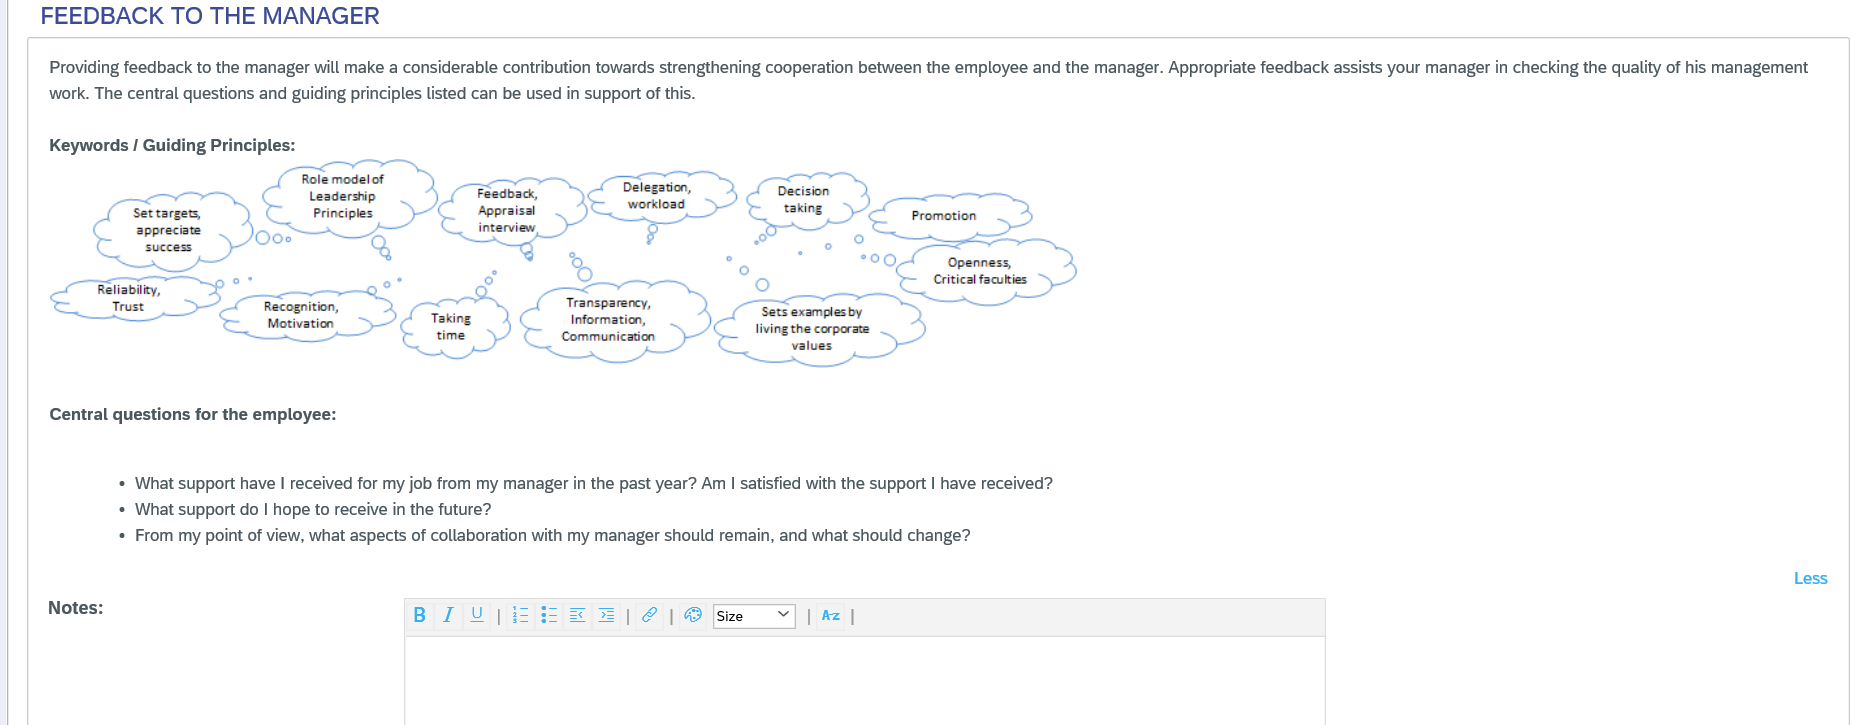 FEEDBACK TO THE MANAGER
Providing feedback to the manager will make a considerable contribution towards strengthening cooperation between the employee and the manager. Appropriate feedback assists your manager in checking the quality of his management
work. The central questions and guiding principles listed can be used in support of this.
Keywords / Guiding Principles:
Set targets,
appreciate
success
Role model of
Leadership
Principles
Feedback,
Appraisal
interview
Delegation,
workload
Decision
taking
Promotion
Openness,
Critical faculties
Reliability,
Trust
Recognition,
Motivation
Taking
time
Transparency,
Information,
Communication
Sets examples by
living the corporate
values
Central questions for the employee:
• What support have I received for my job from my manager in the past year? Am I satisfied with the support I have received?
• What support do I hope to receive in the future?
• From my point of view, what aspects of collaboration with my manager should remain, and what should change?
Less
Notes:
B I U | | | Size | A-Z |